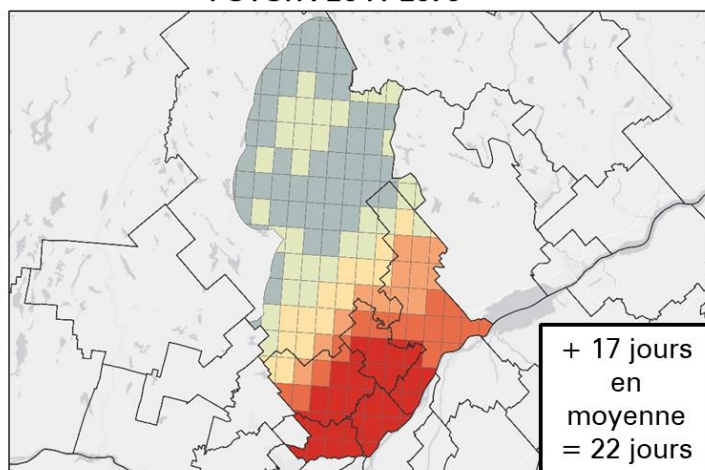 + 17 jours
en
moyenne
= 22 jours